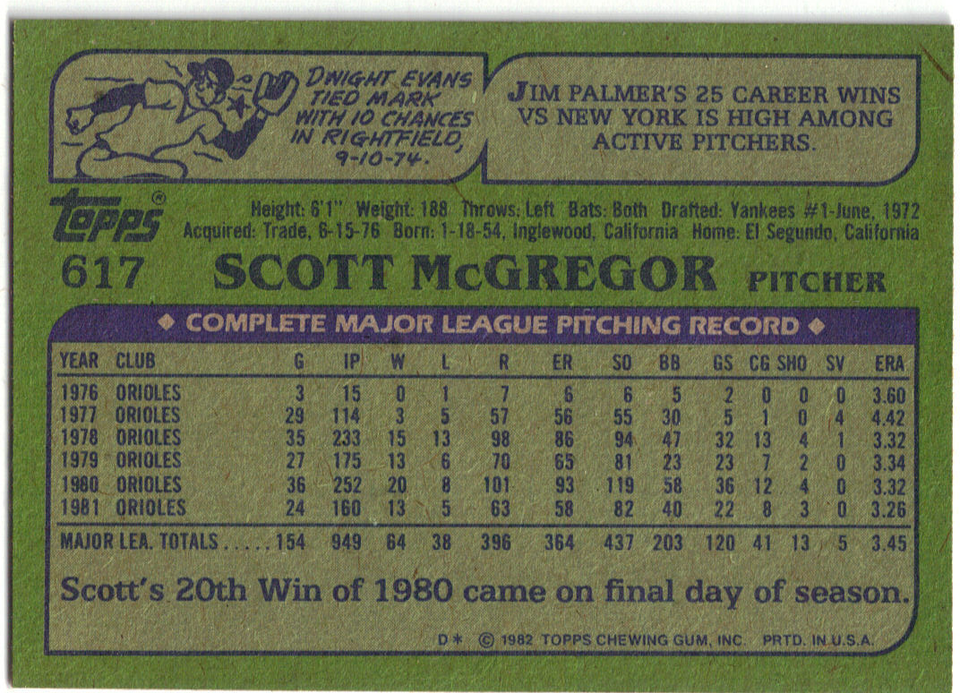 DWIGHT EVANS
TIED MARK
WITH 10 CHANCES
IN RIGHTFIELD,
9-10-74.
JIM PALMER'S 25 CAREER WINS
VS NEW YORK IS HIGH AMONG
ACTIVE PITCHERS.
topps®
Height: 6'1" Weight: 188 Throws: Left Bats: Both Drafted: Yankees #1-June, 1972
Acquired: Trade, 6-15-76 Born: 1-18-54, Inglewood, California Home: El Segundo, California
617 SCOTT McGREGOR PITCHER
◆ COMPLETE MAJOR LEAGUE PITCHING RECORD ◆
YEAR CLUB G IP W L R ER SO BB GS CG SHO SV ERA
1976 ORIOLES 3 15 0 1 7 6 6 5 2 0 0 0 3.60
1977 ORIOLES 29 114 3 5 57 56 55 30 5 1 0 4 4.42
1978 ORIOLES 35 233 15 13 98 86 94 47 32 13 4 1 3.32
1979 ORIOLES 27 175 13 6 70 65 81 23 23 7 2 0 3.34
1980 ORIOLES 36 252 20 8 101 93 119 58 36 12 4 0 3.32
1981 ORIOLES 24 160 13 5 63 58 82 40 22 8 3 0 3.26
MAJOR LEA. TOTALS.....154 949 64 38 396 364 437 203 120 41 13 5 3.45
Scott's 20th Win of 1980 came on final day of season.
D* © 1982 TOPPS CHEWING GUM, INC. PRTD. IN U.S.A.